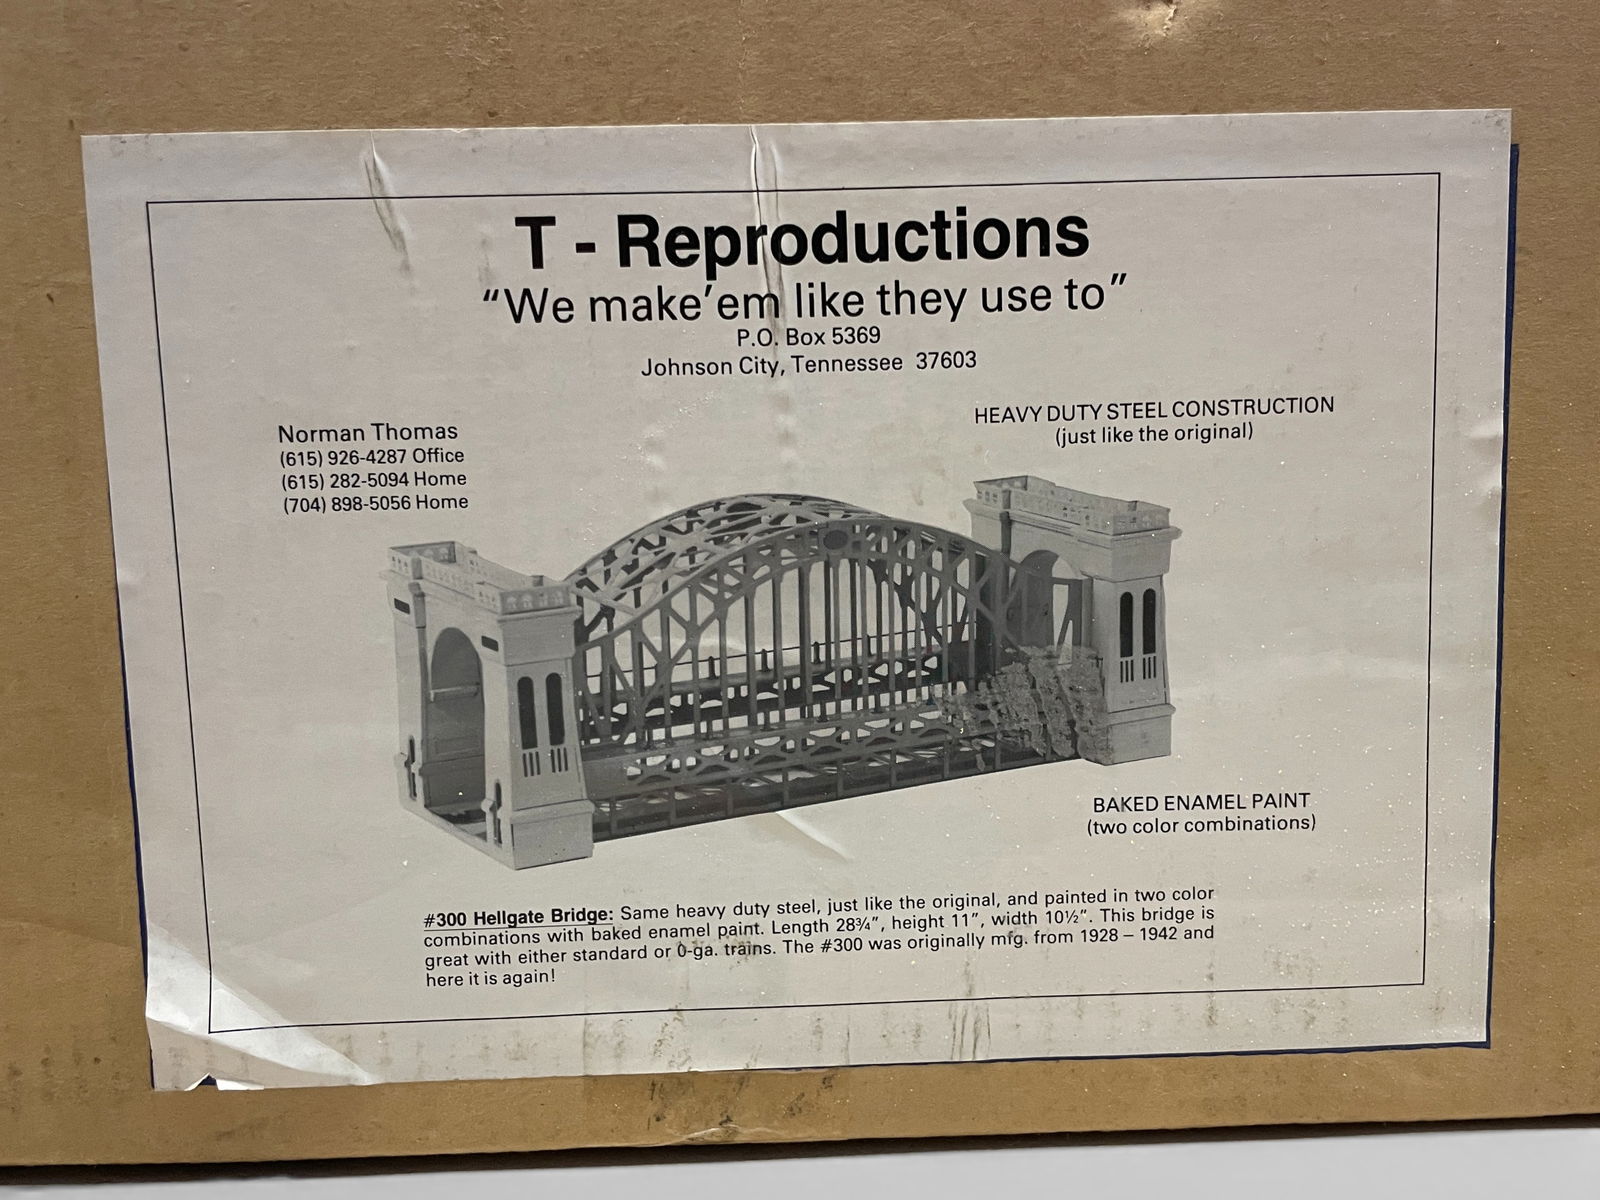 T - Reproductions
“We make’em like they use to”
P.O. Box 5369
Johnson City, Tennessee 37603
Norman Thomas
(615) 926-4287 Office
(615) 282-5094 Home
(704) 898-5056 Home
HEAVY DUTY STEEL CONSTRUCTION
(just like the original)
BAKED ENAMEL PAINT
(two color combinations)
#300 Hellgate Bridge: Same heavy duty steel, just like the original, and painted in two color
combinations with baked enamel paint. Length 28¾”, height 11”, width 10½”. This bridge is
great with either standard or 0-ga. trains. The #300 was originally mfg. from 1928 – 1942 and
here it is again!